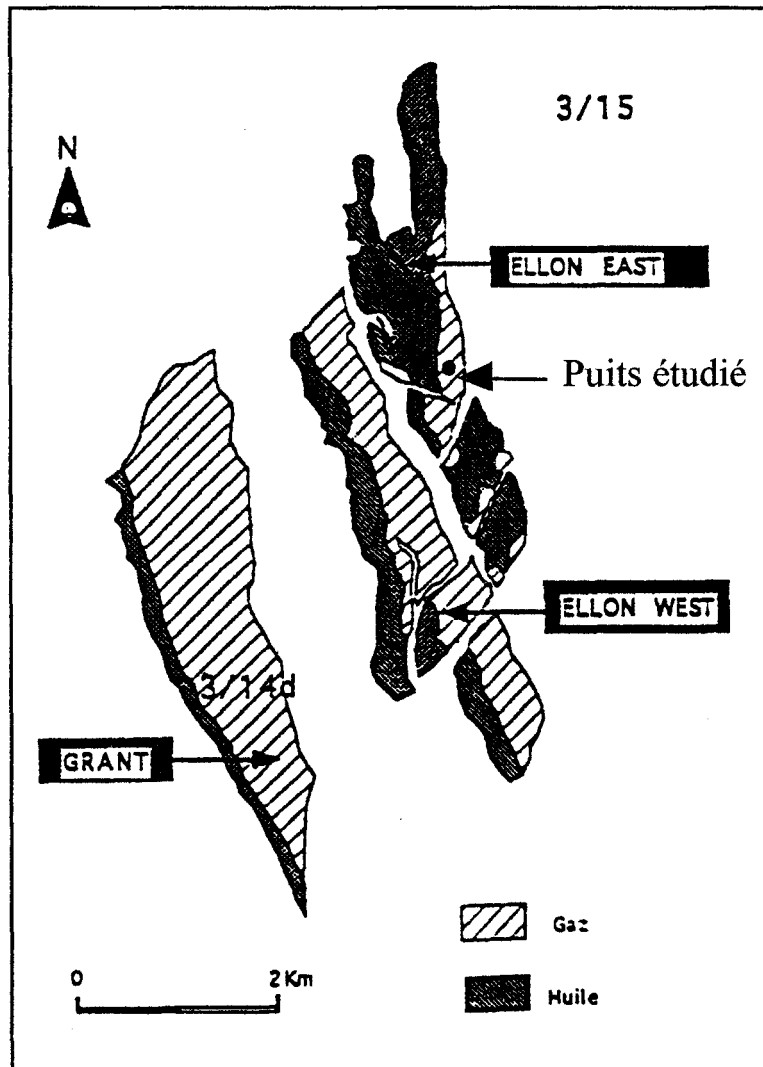 3/15
N
ELLON EAST
Puits étudié
ELLON WEST
3/14d
GRANT
Gaz
0 2 Km
Huile